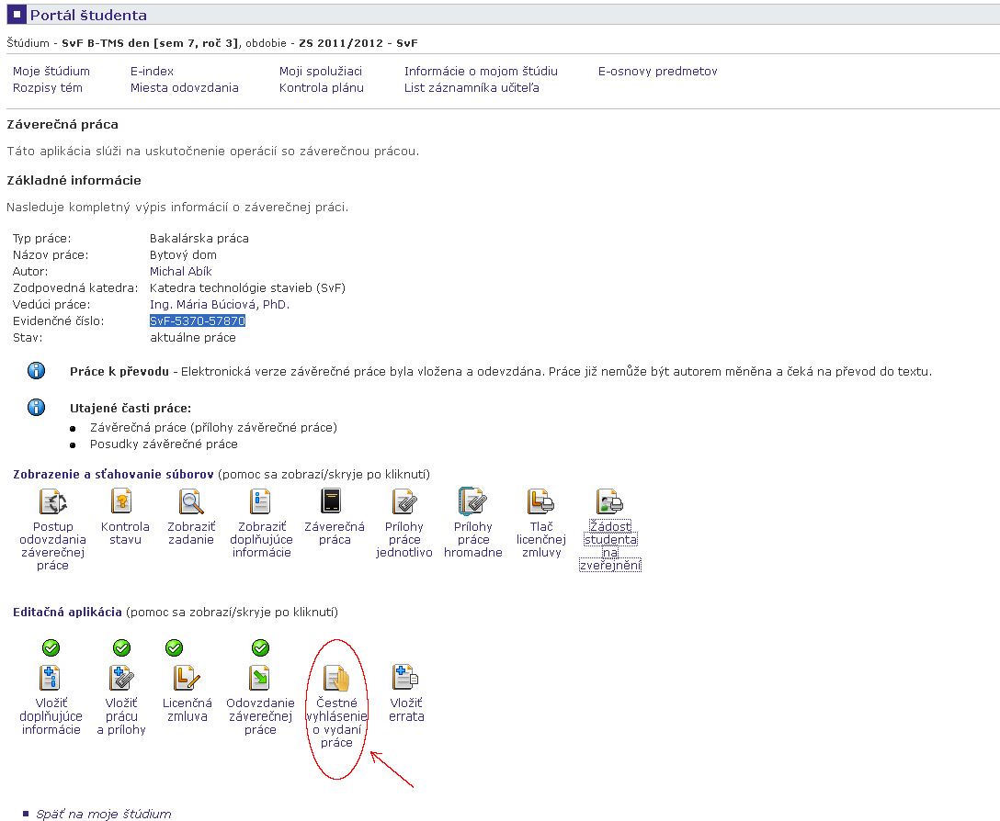 Portál študenta
Štúdium - SvF B-TMS den [sem 7, roč 3], obdobie - ZS 2011/2012 - SvF
Moje štúdium E-index Moji spolužiaci Informácie o mojom štúdiu E-osnovy predmetov
Rozpisy tém Miesta odovzdania Kontrola plánu List záznamníka učiteľa
Záverečná práca
Táto aplikácia slúži na uskutočnenie operácií so záverečnou prácou.
Základné informácie
Nasleduje kompletný výpis informácií o záverečnej práci.
Typ práce: Bakalárska práca
Názov práce: Bytový dom
Autor: Michal Abík
Zodpovedná katedra: Katedra technológie stavieb (SvF)
Vedúci práce: Ing. Mária Búciová, PhD.
Evidenčné číslo: SvF-5370-57870
Stav: aktuálne práce
Práce k převodu - Elektronická verze závěrečné práce byla vložena a odevzdána. Práce již nemůže být autorem měněna a čeká na převod do textu.
Utajené časti práce:
Závěrečná práce (přílohy závěrečné práce)
Posudky závěrečné práce
Zobrazenie a sťahovanie súborov (pomoc sa zobrazí/skryje po kliknutí)
Postup Kontrola Zobraziť Zobraziť Záverečná Prílohy Prílohy Tlač Žádosti
odovzdania stavu zadanie doplňujúce práca práce práce licenčnej studenta
záverečnej informácie jednotlivo hromadne zmluvy na
práce zveřejnění
Editačná aplikácia (pomoc sa zobrazí/skryje po kliknutí)
Vložiť Vložiť Licenčná Odovzdanie Čestné Vložiť
doplňujúce prácu zmluva záverečnej vyhlásenie errata
informácie a prílohy práce o vydaní
práce
Späť na moje štúdium